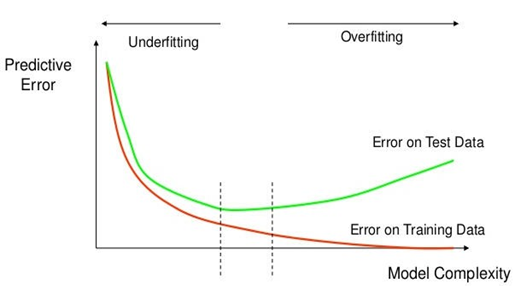 Underfitting
Overfitting
Predictive
Error
Error on Test Data
Error on Training Data
Model Complexity